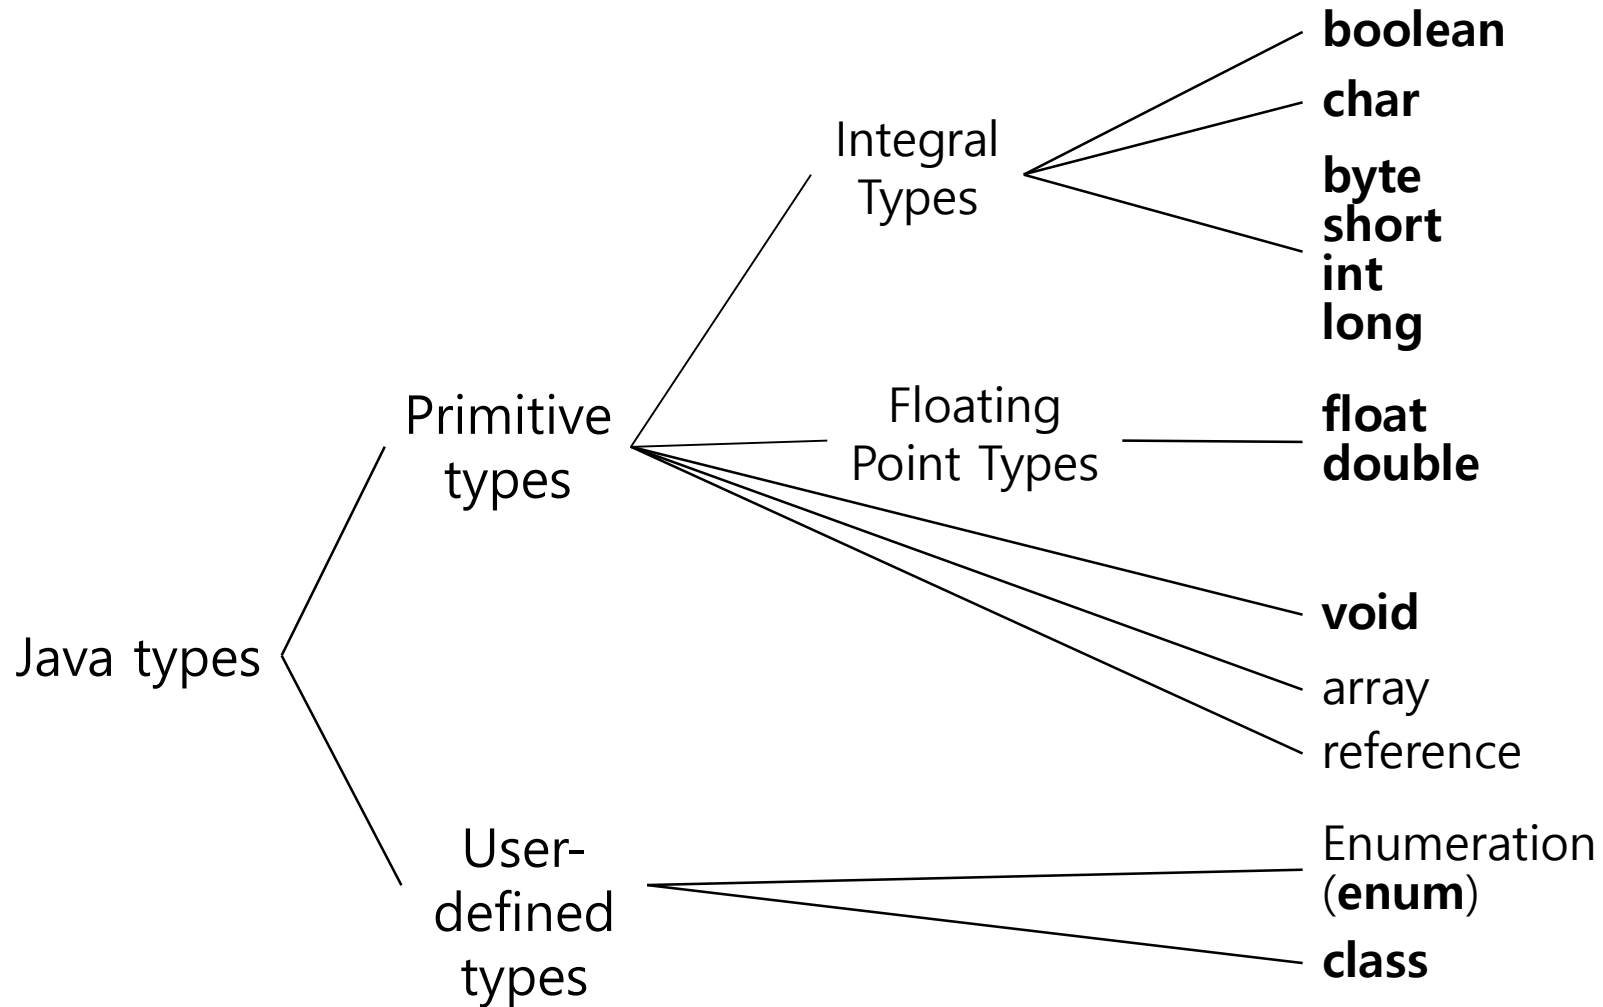 Java types
Primitive
types
User-
defined
types
Integral
Types
Floating
Point Types
boolean
char
byte
short
int
long
float
double
void
array
reference
Enumeration
(enum)
class